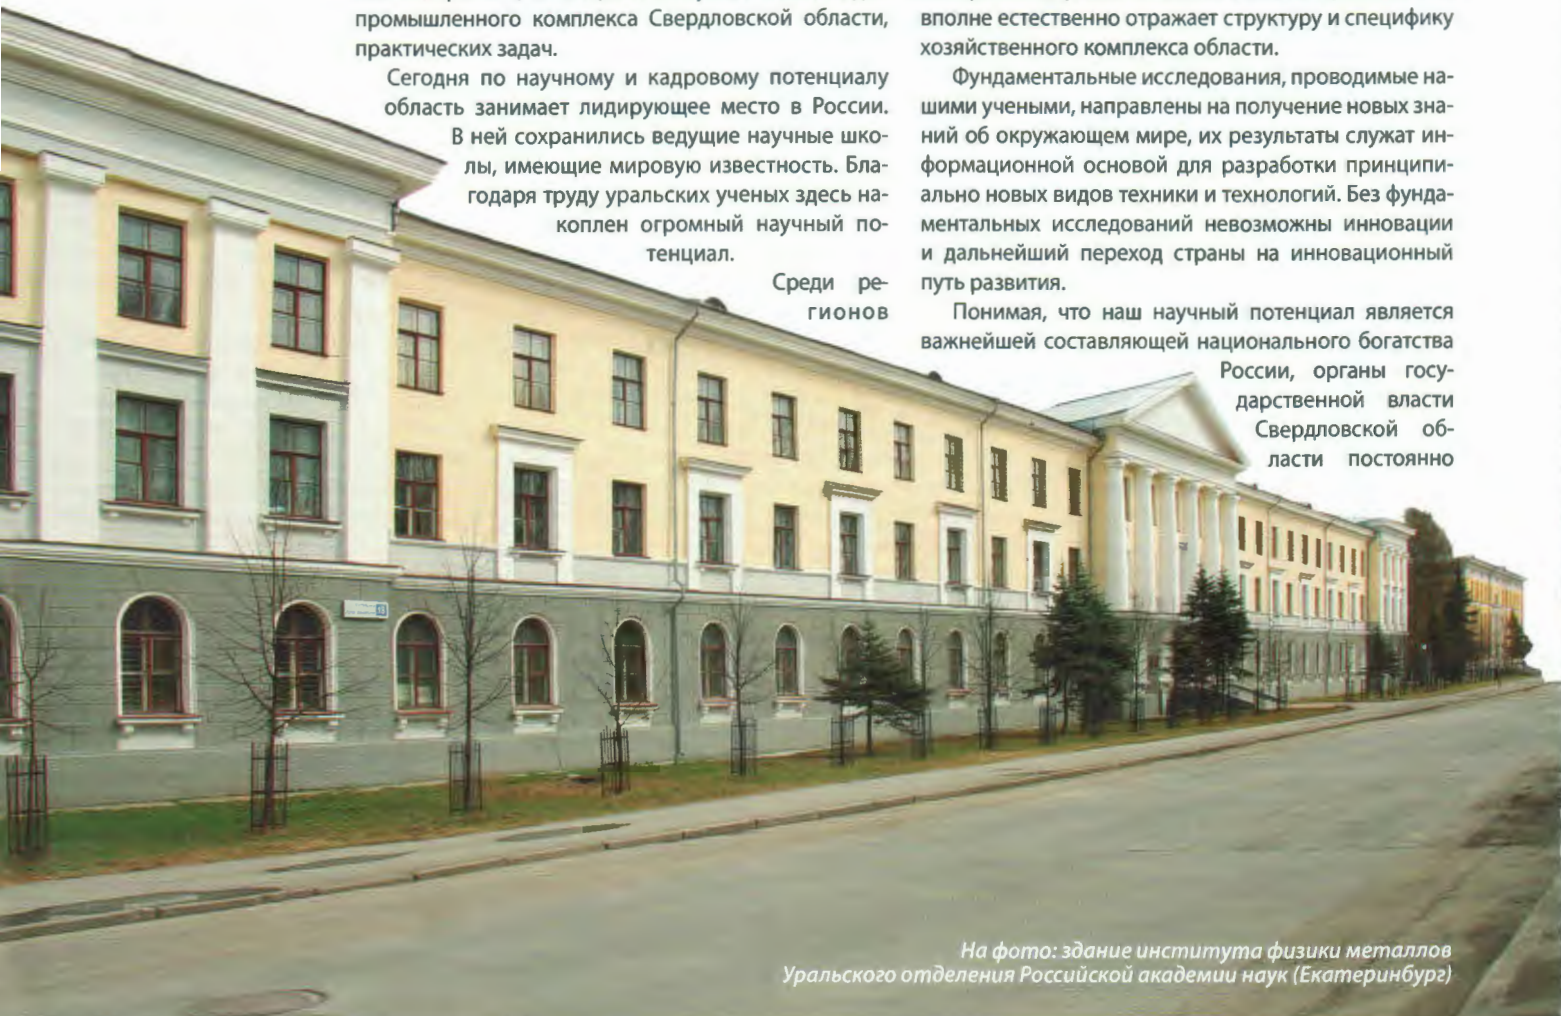 промышленного комплекса Свердловской области,
практических задач.
Сегодня по научному и кадровому потенциалу
область занимает лидирующее место в России.
В ней сохранились ведущие научные шко-
лы, имеющие мировую известность. Бла-
годаря труду уральских ученых здесь на-
коплен огромный научный по-
тенциал.
Среди ре-
гионов
вполне естественно отражает структуру и специфику
хозяйственного комплекса области.
Фундаментальные исследования, проводимые на-
шими учеными, направлены на получение новых зна-
ний об окружающем мире, их результаты служат ин-
формационной основой для разработки принципи-
ально новых видов техники и технологий. Без фунда-
ментальных исследований невозможны инновации
и дальнейший переход страны на инновационный
путь развития.
Понимая, что наш научный потенциал является
важнейшей составляющей национального богатства
России, органы госу-
дарственной власти
Свердловской об-
ласти постоянно
На фото: здание института физики металлов
Уральского отделения Российской академии наук (Екатеринбург)